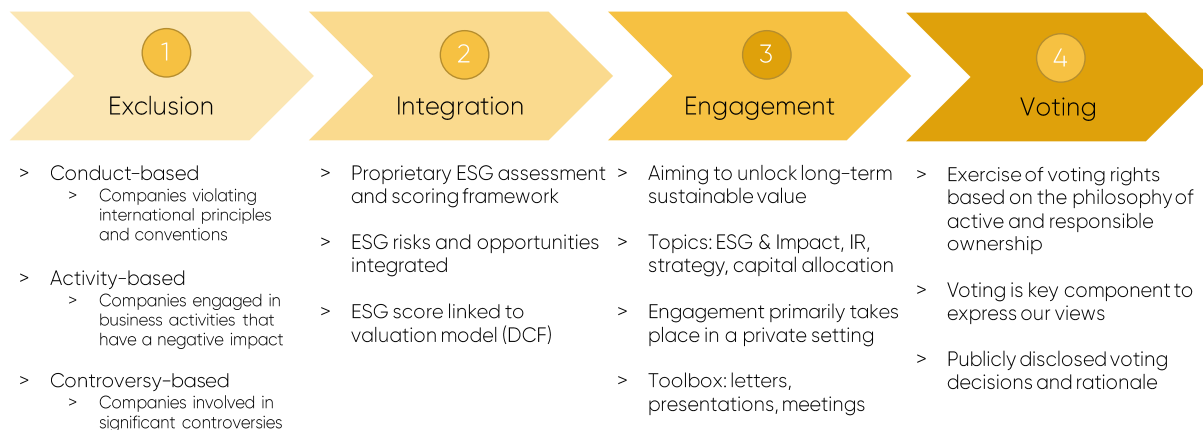 1
Exclusion
> Conduct-based
> Companies violating
international principles
and conventions
> Activity-based
> Companies engaged in
business activities that
have a negative impact
> Controversy-based
> Companies involved in
significant controversies
2
Integration
> Proprietary ESG assessment
and scoring framework
> ESG risks and opportunities
integrated
> ESG score linked to
valuation model (DCF)
3
Engagement
> Aiming to unlock long-term
sustainable value
> Topics: ESG & Impact, IR,
strategy, capital allocation
> Engagement primarily takes
place in a private setting
> Toolbox: letters,
presentations, meetings
4
Voting
> Exercise of voting rights
based on the philosophy of
active and responsible
ownership
> Voting is key component to
express our views
> Publicly disclosed voting
decisions and rationale